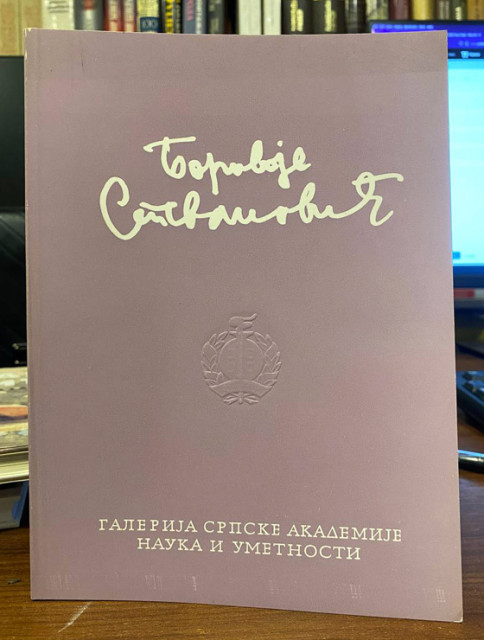 Боривоје
Стевановић
ГАЛЕРИЈА СРПСКЕ АКАДЕМИЈЕ
НАУКА И УМЕТНОСТИ